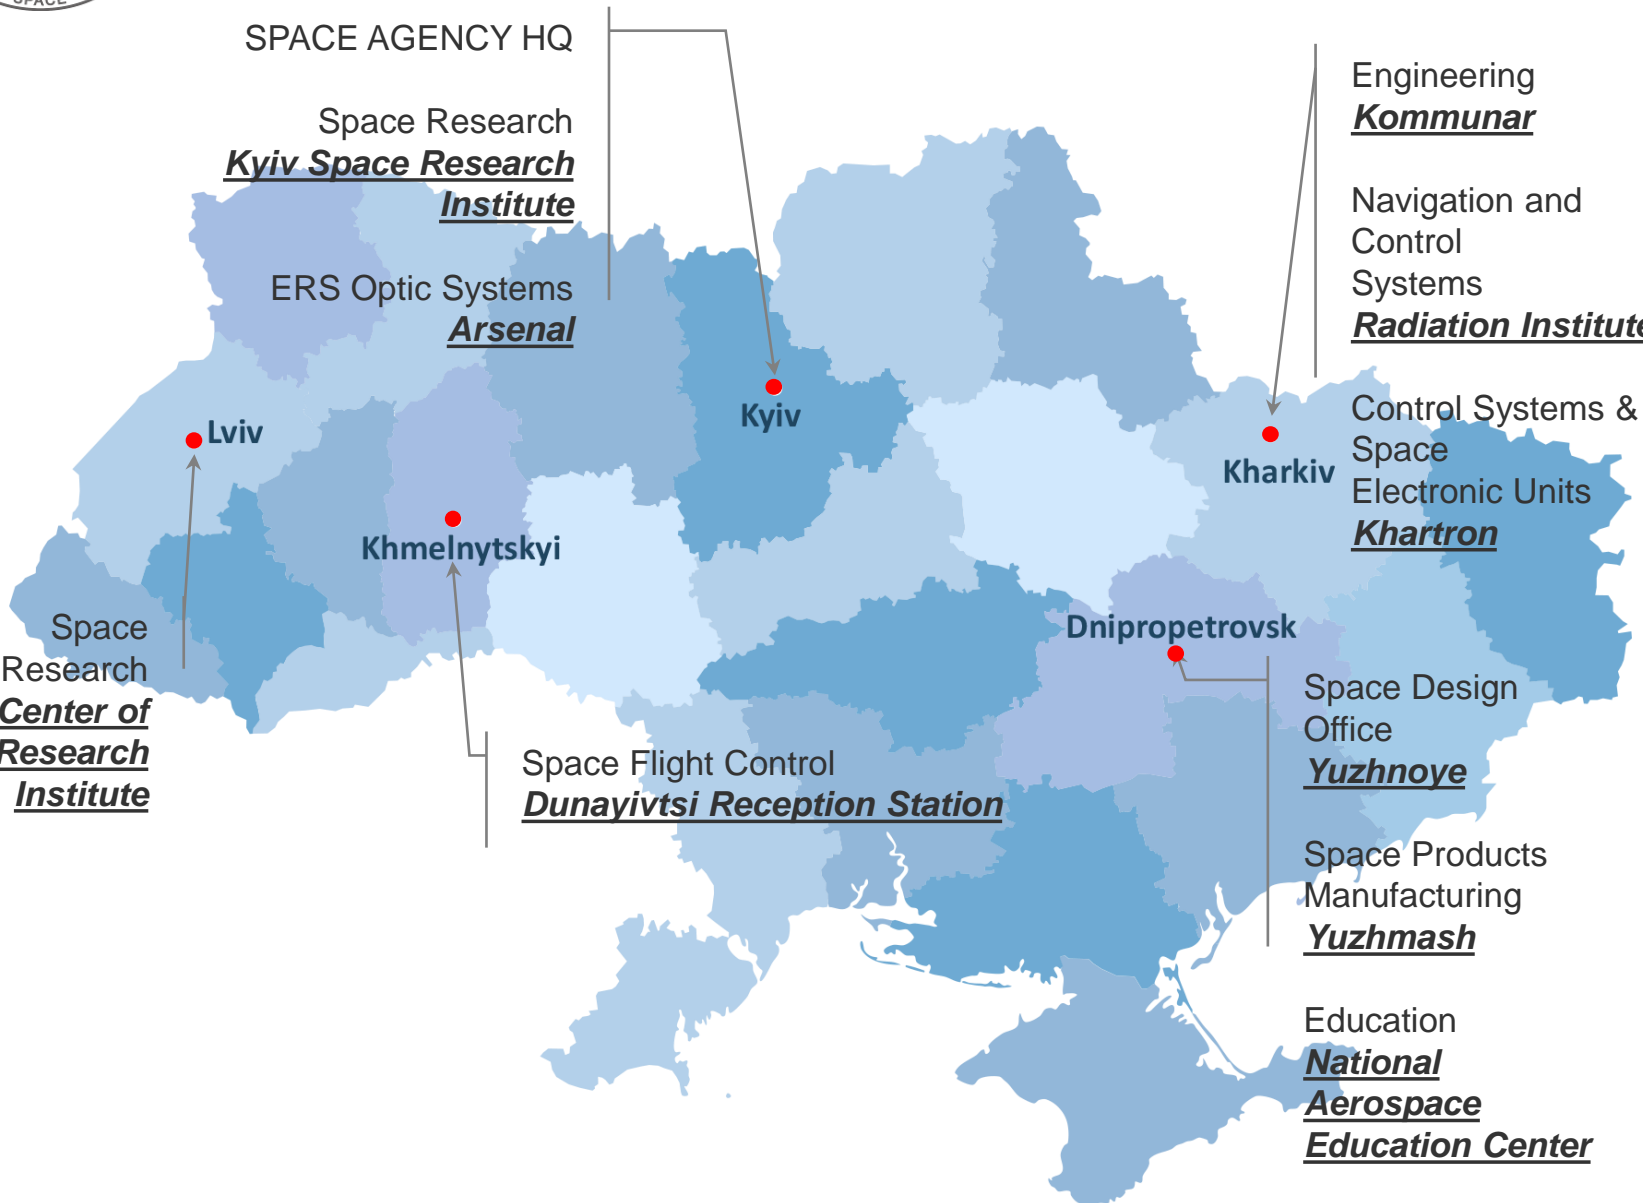 SPACE
SPACE AGENCY HQ
Space Research
Kyiv Space Research
Institute
ERS Optic Systems
Arsenal
Engineering
Kommunar
Navigation and
Control
Systems
Radiation Institute
Control Systems &
Space
Electronic Units
Khartron
Kyiv
Lviv
Kharkiv
Khmelnytskyi
Dnipropetrovsk
Space
Research
Center of
Research
Institute
Space Flight Control
Dunayivtsi Reception Station
Space Design
Office
Yuzhnoye
Space Products
Manufacturing
Yuzhmash
Education
National
Aerospace
Education Center